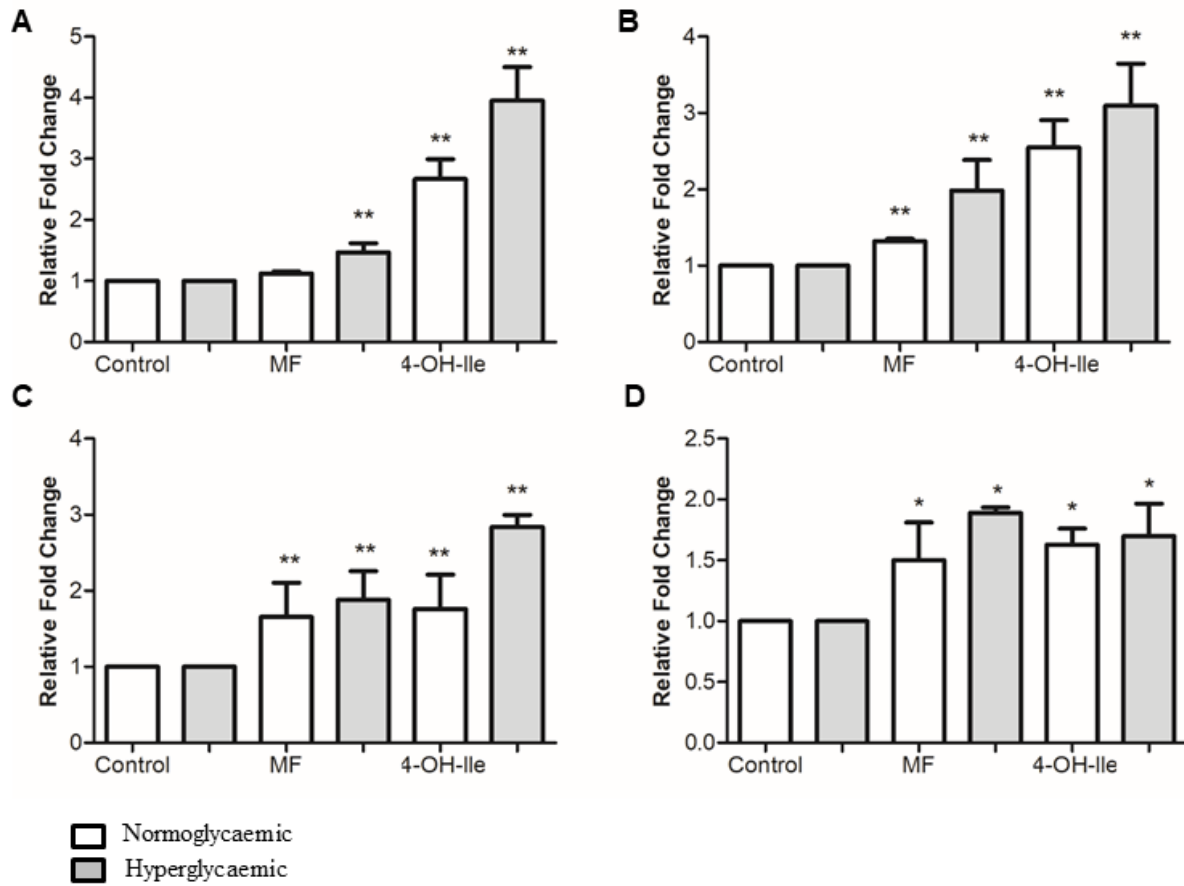 A
Relative Fold Change
5
4
3
2
1
0
**
**
**
Control MF 4-OH-Ile
B
Relative Fold Change
4
3
2
1
0
**
**
**
**
Control MF 4-OH-Ile
C
Relative Fold Change
4
3
2
1
0
**
**
**
**
Control MF 4-OH-Ile
D
Relative Fold Change
2.5
2.0
1.5
1.0
0.5
0.0
*
*
*
*
Control MF 4-OH-Ile
Normoglycaemic
Hyperglycaemic